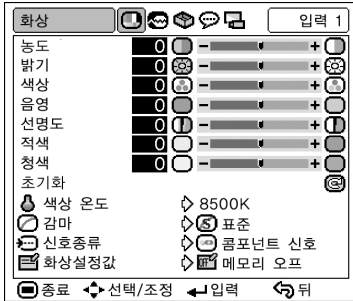 화상 입력 1
농도 0 - +
밝기 0 - +
색상 0 - +
음영 0 - +
선명도 0 - +
적색 0 - +
청색 0 - +
초기화
색상 온도 8500K
감마 S 표준
신호종류 콤포넌트 신호
화상설정값 OFF 메모리 오프
종료 선택/조정 입력 뒤